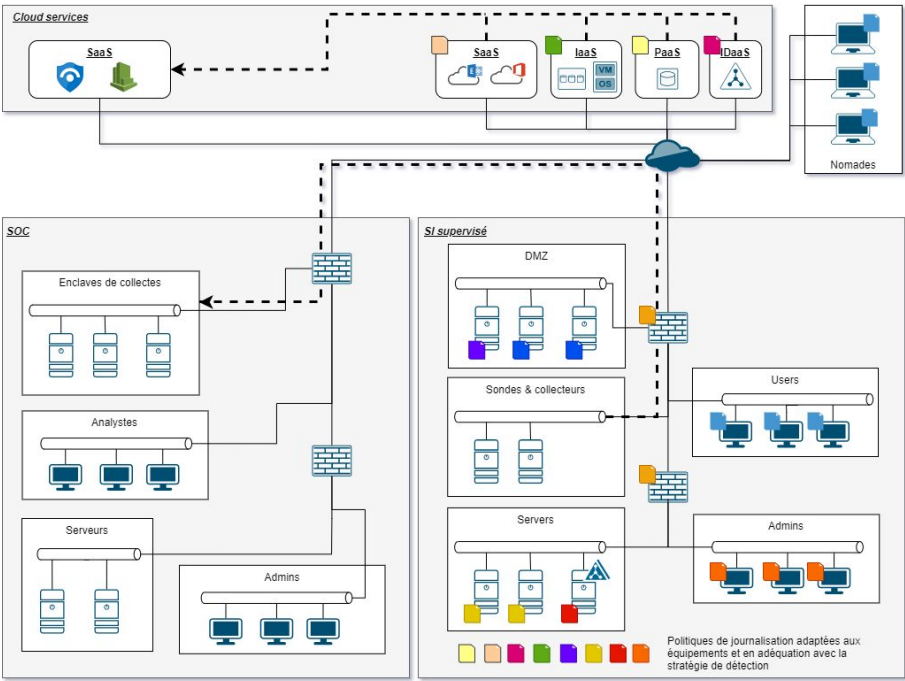 Cloud services
SaaS
SaaS
IaaS
PaaS
IDaaS
VM
OS
Nomades
SOC
Enclaves de collectes
Analystes
Serveurs
Admins
SI supervisé
DMZ
Sondes & collecteurs
Users
Servers
Admins
Politiques de journalisation adaptées aux
équipements et en adéquation avec la
stratégie de détection